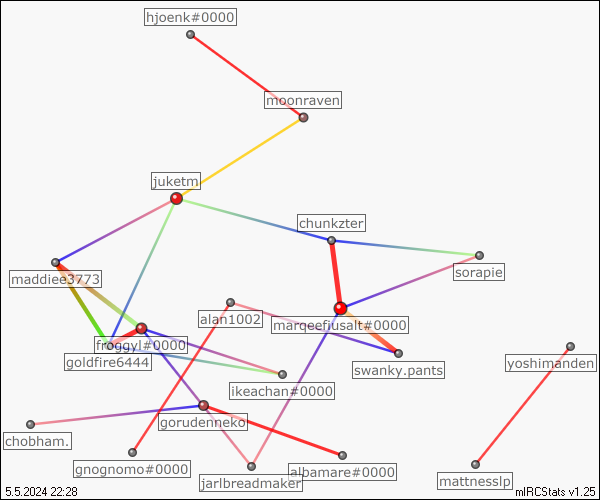 hjoenk#0000
moonraven
juketm
chunkzter
sorapie
maddiee3773
alan1002
marqeefiusalt#0000
froggyl#0000
goldfire6444
swanky.pants
yoshimanden
ikeachan#0000
gorudenneko
chobham.
gnognomo#0000
albamare#0000
jarlbreadmaker
mattnesslp
5.5.2024 22:28
mIRCStats v1.25